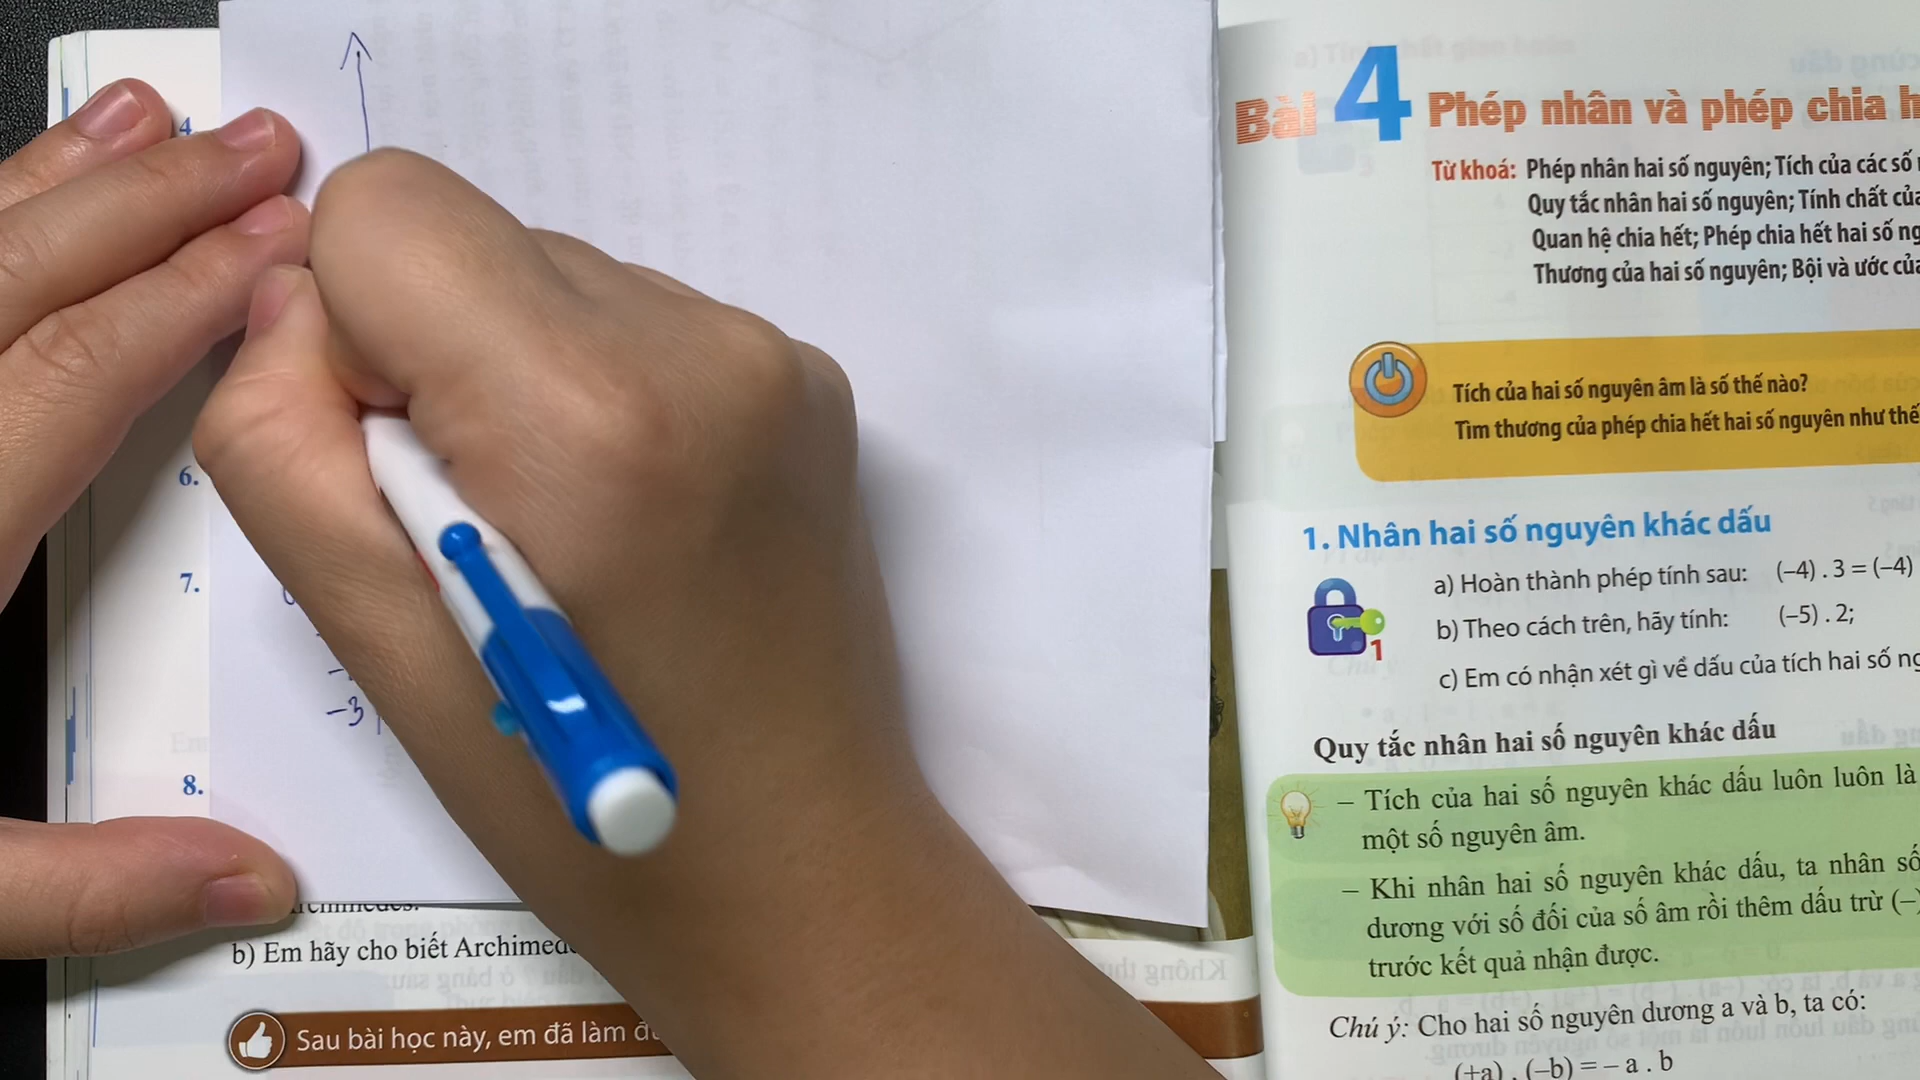 4.
6.
7.
8.
-3
b) Em hãy cho biết
Sau bài học này, em đã làm
Bài 4 Phép nhân và phép chia
Từ khoá: Phép nhân hai số nguyên; Tích của các số
Quy tắc nhân hai số nguyên; Tính chất của
Quan hệ chia hết; Phép chia hết hai số
Thương của hai số nguyên; Bội và ước của
Tích của hai số nguyên âm là số thế nào?
Tìm thương của phép chia hết hai số nguyên như thế
1. Nhân hai số nguyên khác dấu
1
a) Hoàn thành phép tính sau: (–4) . 3 = (–4)
b) Theo cách trên, hãy tính: (–5) . 2;
c) Em có nhận xét gì về dấu của tích hai số
Quy tắc nhân hai số nguyên khác dấu
– Tích của hai số nguyên khác dấu luôn luôn là
một số nguyên âm.
– Khi nhân hai số nguyên khác dấu, ta nhân số
dương với số đối của số âm rồi thêm dấu trừ (–)
trước kết quả nhận được.
Chú ý: Cho hai số nguyên dương a và b, ta có:
(+a) . (–b) = – a . b